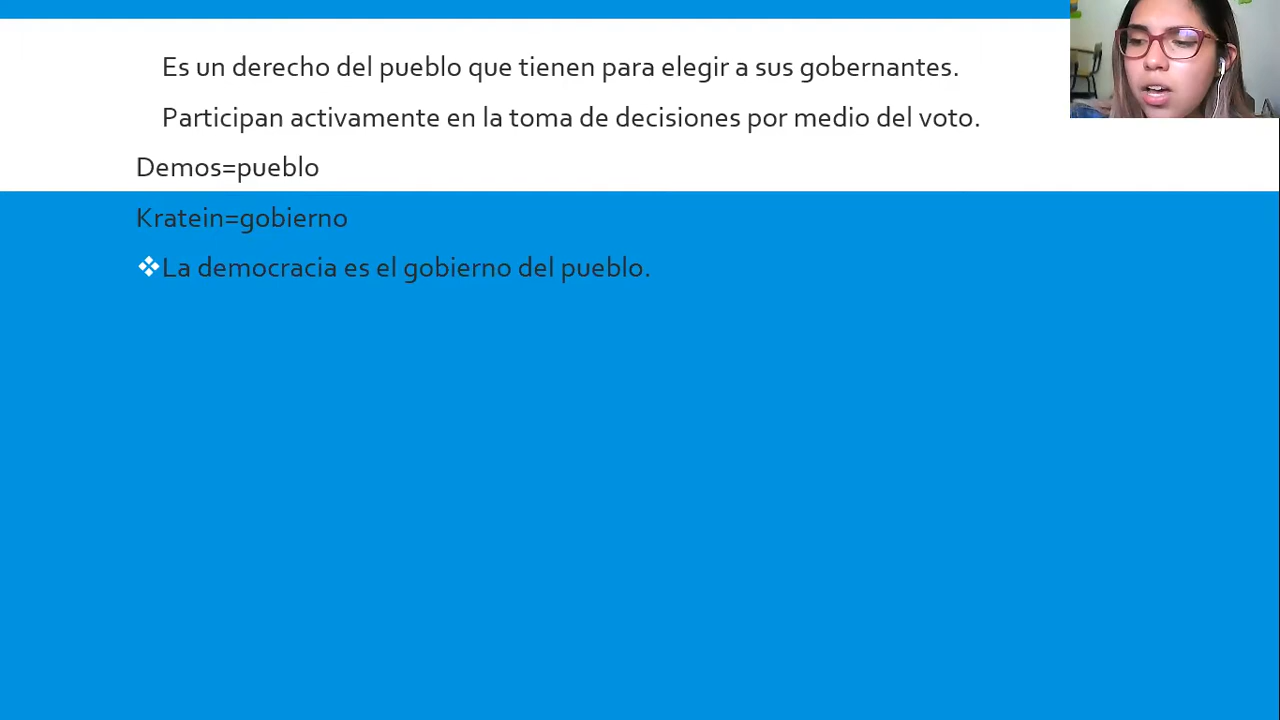 Es un derecho del pueblo que tienen para elegir a sus gobernantes.
Participan activamente en la toma de decisiones por medio del voto.
Demos=pueblo
Kratein=gobierno
La democracia es el gobierno del pueblo.